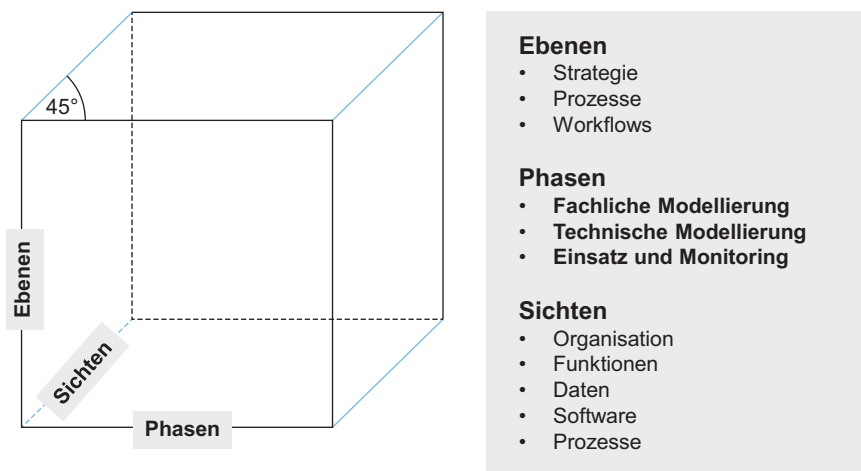 45°
Ebenen
Sichten
Phasen
Ebenen
• Strategie
• Prozesse
• Workflows
Phasen
• Fachliche Modellierung
• Technische Modellierung
• Einsatz und Monitoring
Sichten
• Organisation
• Funktionen
• Daten
• Software
• Prozesse